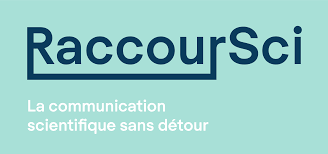 RaccourSci
La communication
scientifique sans détour